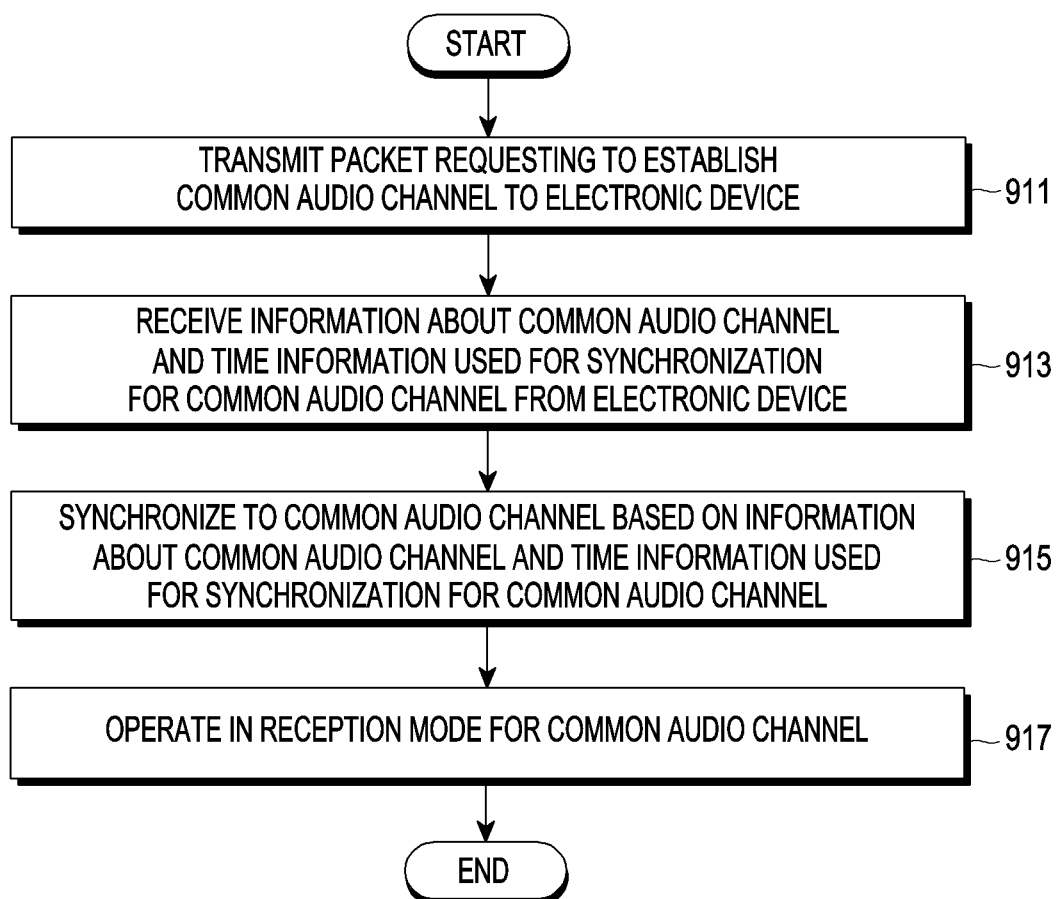 START
TRANSMIT PACKET REQUESTING TO ESTABLISH
COMMON AUDIO CHANNEL TO ELECTRONIC DEVICE
911
RECEIVE INFORMATION ABOUT COMMON AUDIO CHANNEL
AND TIME INFORMATION USED FOR SYNCHRONIZATION
FOR COMMON AUDIO CHANNEL FROM ELECTRONIC DEVICE
913
SYNCHRONIZE TO COMMON AUDIO CHANNEL BASED ON INFORMATION
ABOUT COMMON AUDIO CHANNEL AND TIME INFORMATION USED
FOR SYNCHRONIZATION FOR COMMON AUDIO CHANNEL
915
OPERATE IN RECEPTION MODE FOR COMMON AUDIO CHANNEL
917
END